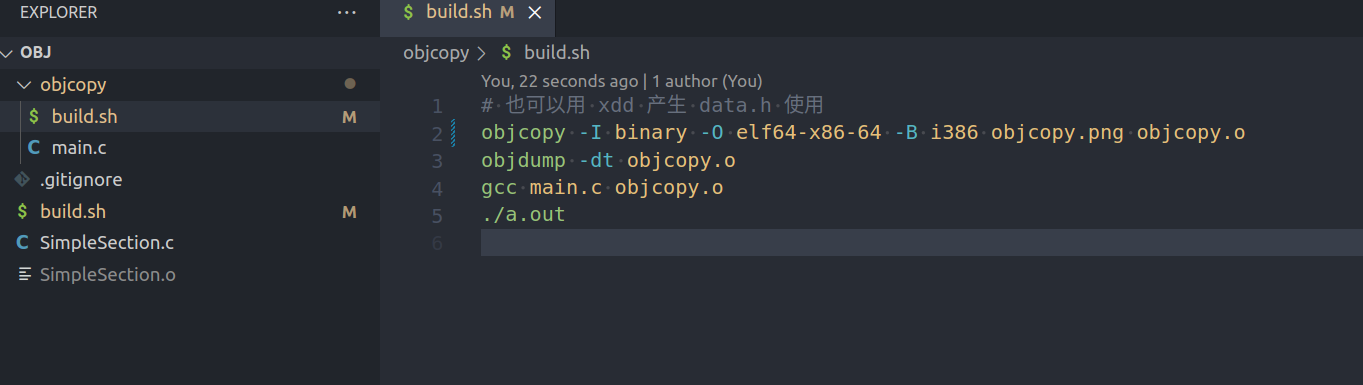 EXPLORER ...
OBJ
objcopy
$ build.sh M
C main.c
.gitignore
$ build.sh M
C SimpleSection.c
SimpleSection.o
$ build.sh M
objcopy > $ build.sh
You, 22 seconds ago | 1 author (You)
1 # 也可以用 xdd 产生 data.h 使用
2 objcopy -I binary -O elf64-x86-64 -B i386 objcopy.png objcopy.o
3 objdump -dt objcopy.o
4 gcc main.c objcopy.o
5 ./a.out
6